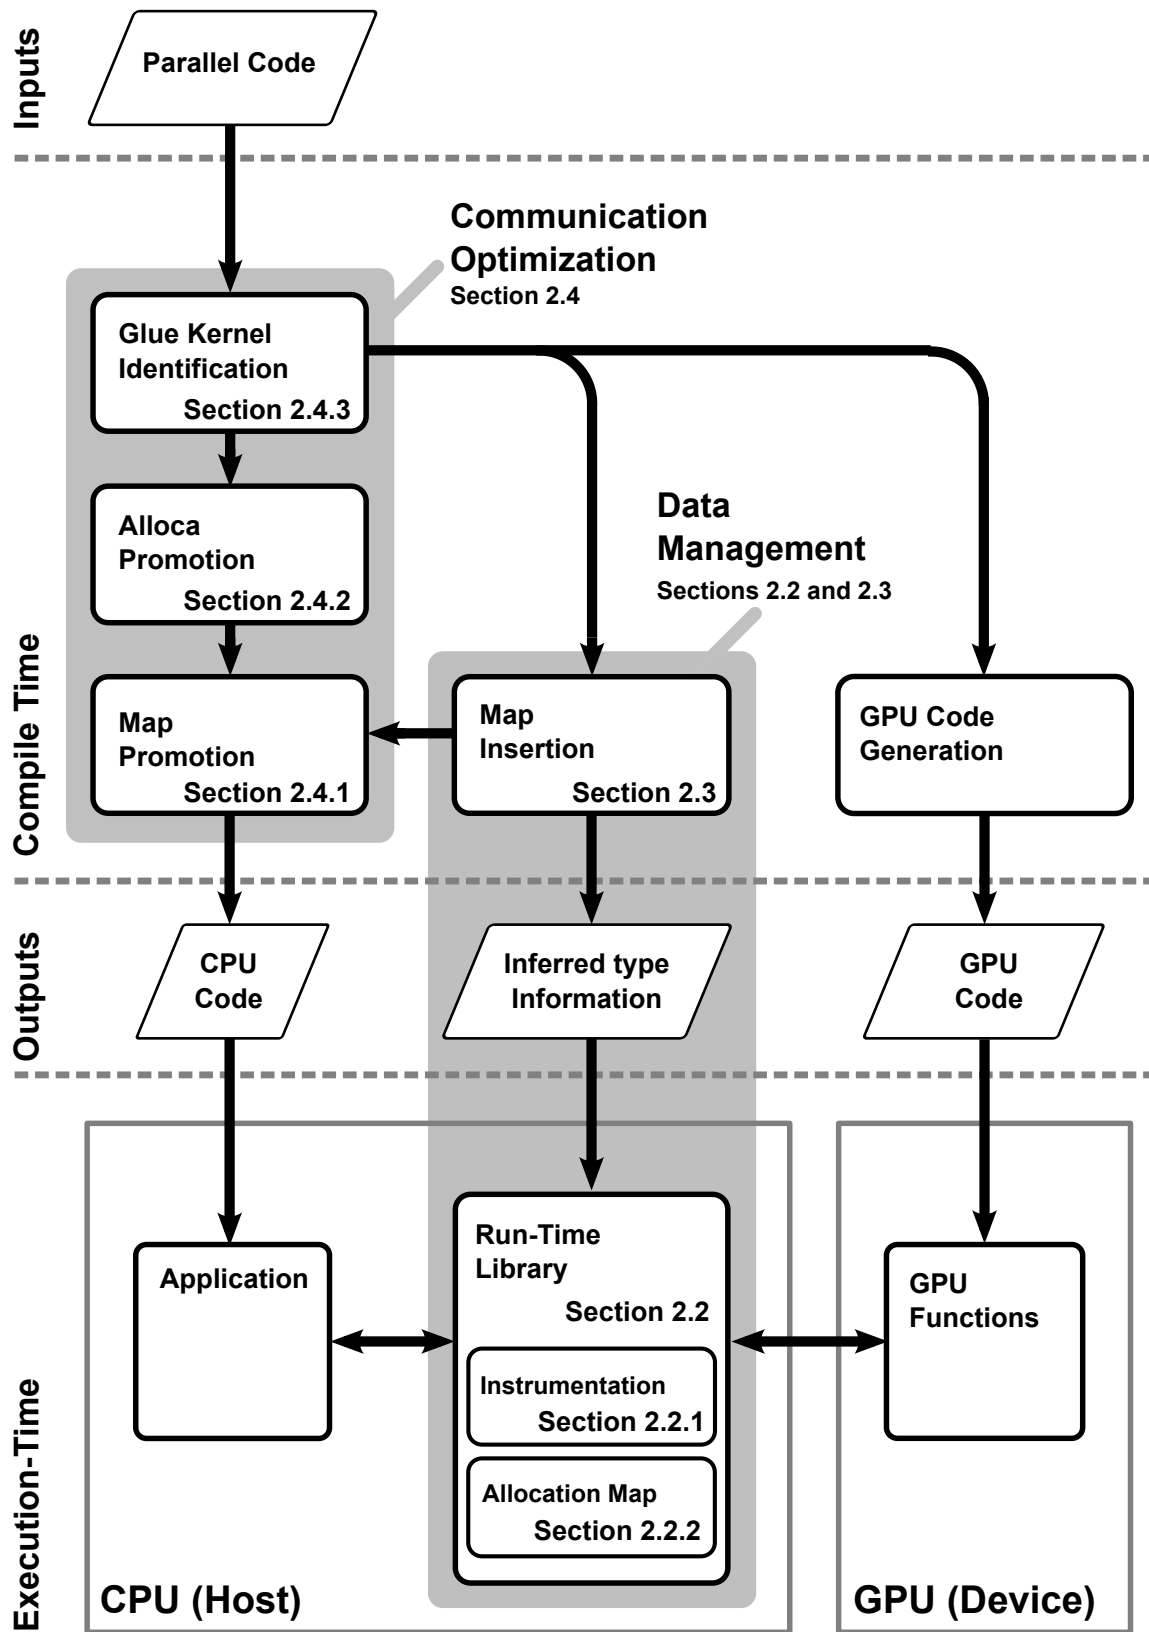 Inputs
Parallel Code
Communication
Optimization
Section 2.4
Compile Time
Glue Kernel
Identification
Section 2.4.3
Alloca
Promotion
Section 2.4.2
Data
Management
Sections 2.2 and 2.3
Map
Promotion
Section 2.4.1
Map
Insertion
Section 2.3
GPU Code
Generation
Outputs
CPU
Code
Inferred type
Information
GPU
Code
Execution-Time
Application
Run-Time
Library
Section 2.2
Instrumentation
Section 2.2.1
Allocation Map
Section 2.2.2
GPU
Functions
CPU (Host)
GPU (Device)